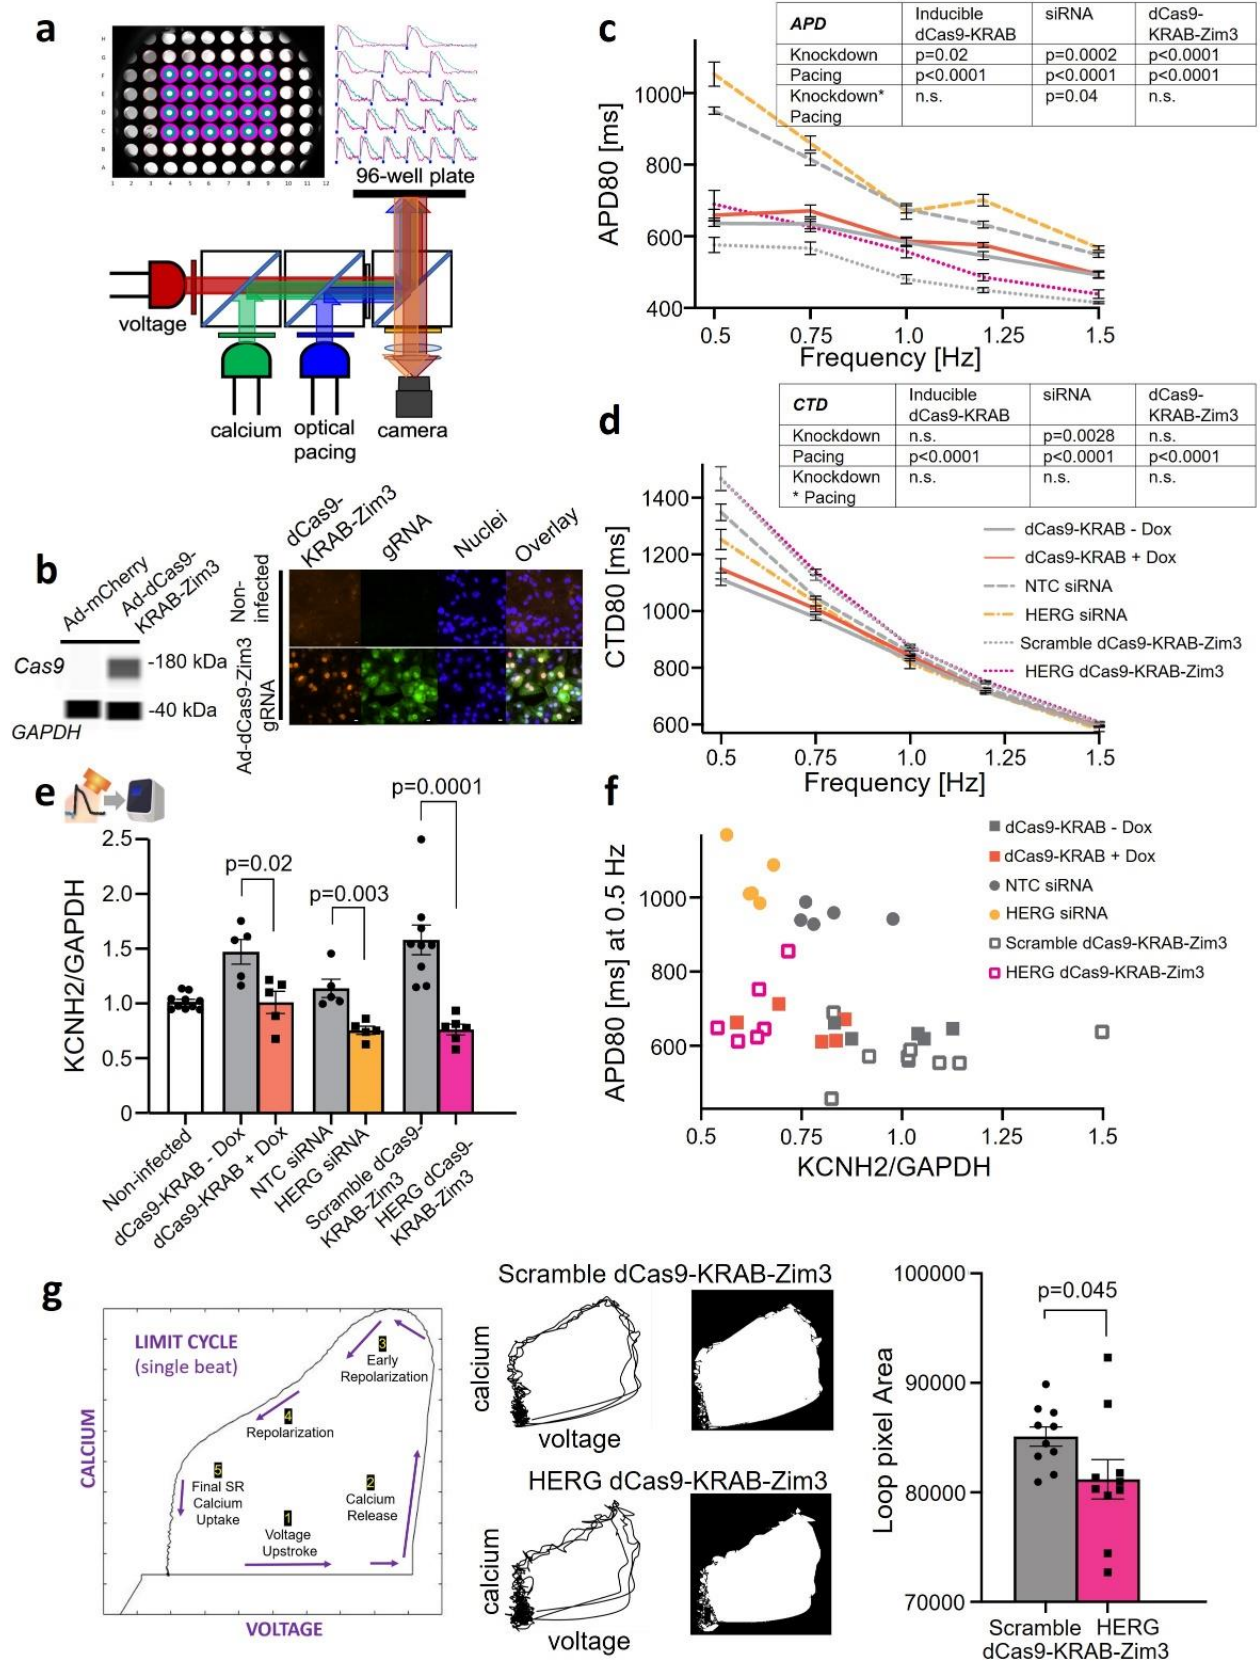 a
H
G
F
E
D
C
B
A
1 2 3 4 5 6 7 8 9 10 11 12
96-well plate
voltage
calcium
optical
pacing
camera
b
Ad-mCherry
Ad-dCas9-
KRAB-Zim3
Cas9
-180 kDa
-40 kDa
GAPDH
dCas9-
KRAB-Zim3
gRNA
Nuclei
Overlay
Non-
infected
Ad-dCas9-Zim3
gRNA
c
APD Inducible dCas9-KRAB siRNA dCas9-KRAB-Zim3
Knockdown p=0.02 p=0.0002 p<0.0001
Pacing p<0.0001 p<0.0001 p<0.0001
Knockdown* Pacing n.s. p=0.04 n.s.
APD80 [ms]
1000
800
600
400
0.5 0.75 1.0 1.25 1.5
Frequency [Hz]
d
CTD Inducible dCas9-KRAB siRNA dCas9-KRAB-Zim3
Knockdown n.s. p=0.0028 n.s.
Pacing p<0.0001 p<0.0001 p<0.0001
Knockdown * Pacing n.s. n.s. n.s.
CTD80 [ms]
1400
1200
1000
800
600
0.5 0.75 1.0 1.25 1.5
Frequency [Hz]
dCas9-KRAB - Dox
dCas9-KRAB + Dox
NTC siRNA
HERG siRNA
Scramble dCas9-KRAB-Zim3
HERG dCas9-KRAB-Zim3
e
KCNH2/GAPDH
2.5
2.0
1.5
1.0
0.5
0
p=0.02
p=0.003
p=0.0001
Non-infected
dCas9-KRAB - Dox
dCas9-KRAB + Dox
NTC siRNA
HERG siRNA
Scramble dCas9-
KRAB-Zim3
HERG dCas9-
KRAB-Zim3
f
APD80 [ms] at 0.5 Hz
1000
800
600
0.5 0.75 1.0 1.25 1.5
KCNH2/GAPDH
dCas9-KRAB - Dox
dCas9-KRAB + Dox
NTC siRNA
HERG siRNA
Scramble dCas9-KRAB-Zim3
HERG dCas9-KRAB-Zim3
g
LIMIT CYCLE
(single beat)
CALCIUM
VOLTAGE
3
Early
Repolarization
4
Repolarization
5
Final SR
Calcium
Uptake
2
Calcium
Release
1
Voltage
Upstroke
Scramble dCas9-KRAB-Zim3
calcium
voltage
HERG dCas9-KRAB-Zim3
calcium
voltage
Loop pixel Area
100000
90000
80000
70000
p=0.045
Scramble HERG
dCas9-KRAB-Zim3